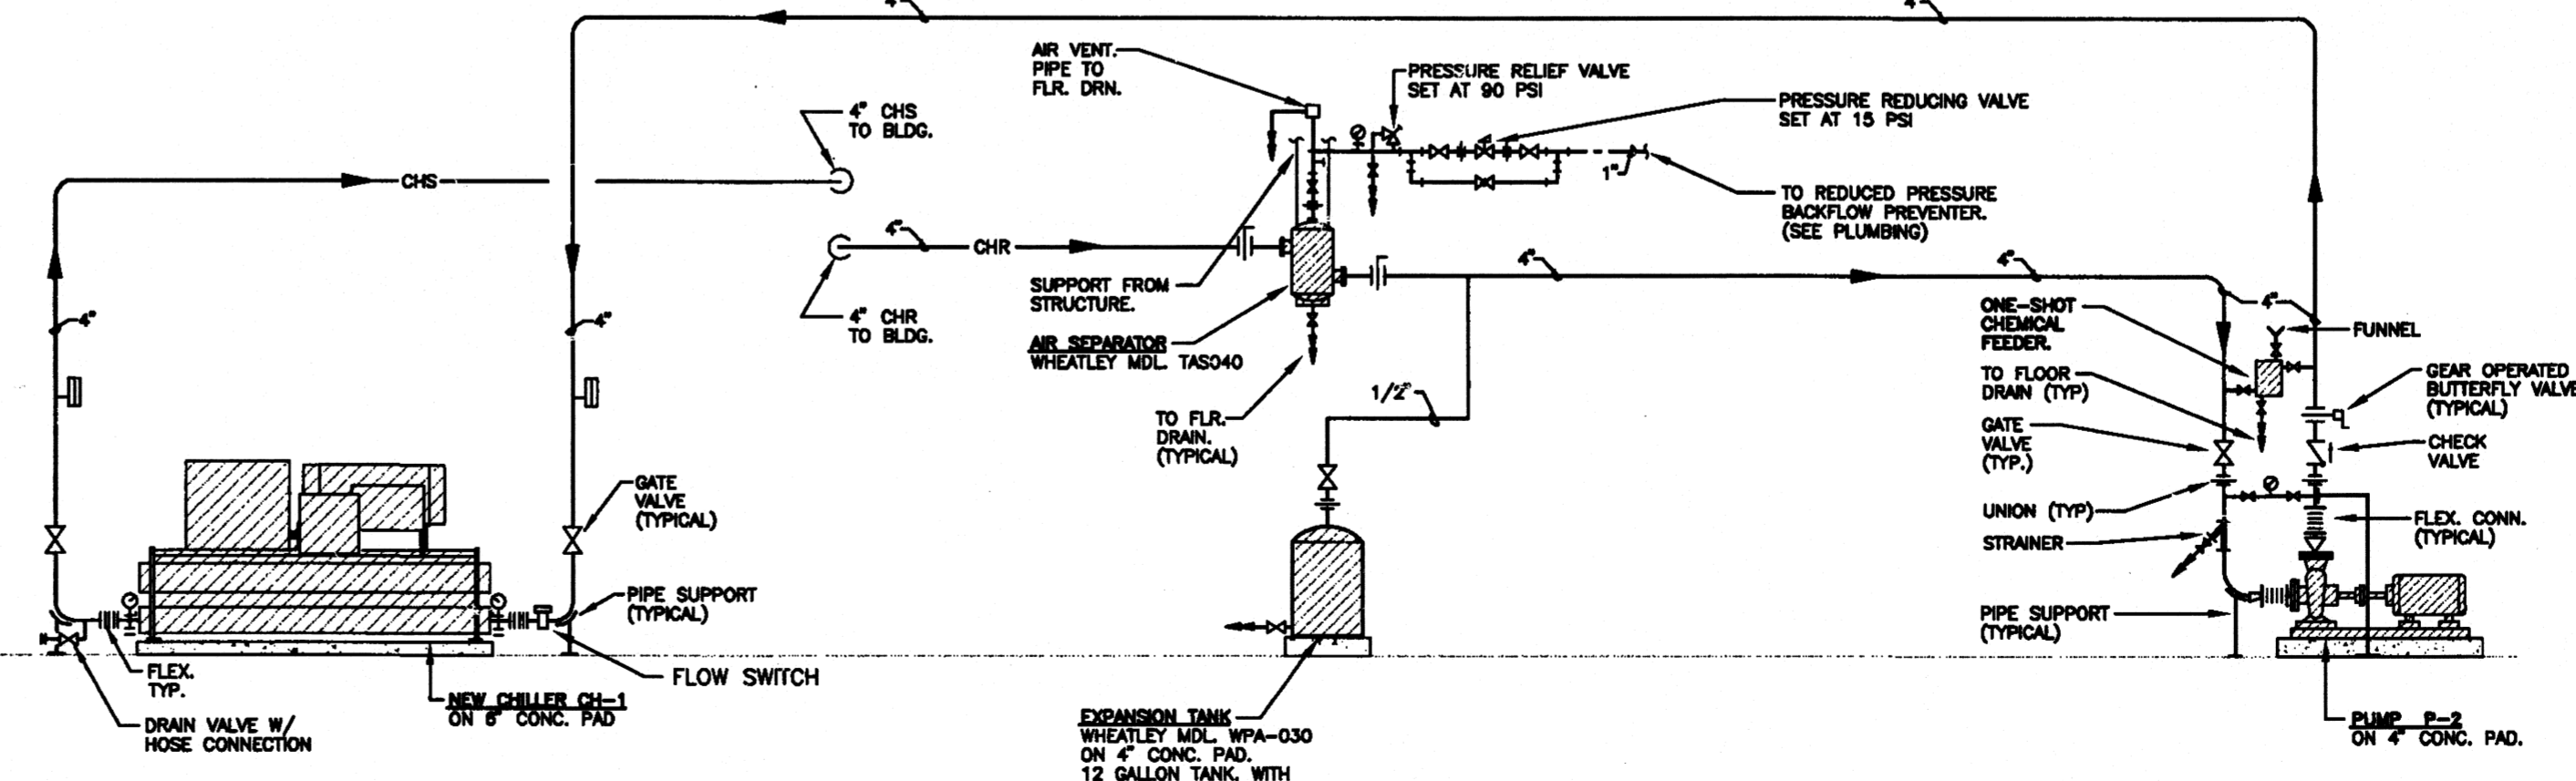 4"
4"
AIR VENT.
PIPE TO
FLR. DRN.
PRESSURE RELIEF VALVE
SET AT 90 PSI
PRESSURE REDUCING VALVE
SET AT 15 PSI
4" CHS
TO BLDG.
CHS
1"
TO REDUCED PRESSURE
BACKFLOW PREVENTER.
(SEE PLUMBING)
4"
CHR
4"
4"
SUPPORT FROM
STRUCTURE.
4" CHR
TO BLDG.
AIR SEPARATOR
WHEATLEY MDL. TAS040
4"
4"
4"
ONE-SHOT
CHEMICAL
FEEDER.
FUNNEL
TO FLOOR
DRAIN (TYP)
GEAR OPERATED
BUTTERFLY VALVE
(TYPICAL)
1/2"
TO FLR.
DRAIN.
(TYPICAL)
GATE
VALVE
(TYP.)
CHECK
VALVE
GATE
VALVE
(TYPICAL)
UNION (TYP)
FLEX. CONN.
(TYPICAL)
STRAINER
PIPE SUPPORT
(TYPICAL)
PIPE SUPPORT
(TYPICAL)
FLEX.
TYP.
FLOW SWITCH
NEW CHILLER CH-1
ON 6" CONC. PAD
DRAIN VALVE W/
HOSE CONNECTION
EXPANSION TANK
WHEATLEY MDL. WPA-030
ON 4" CONC. PAD.
12 GALLON TANK. WITH
PUMP P-2
ON 4" CONC. PAD.